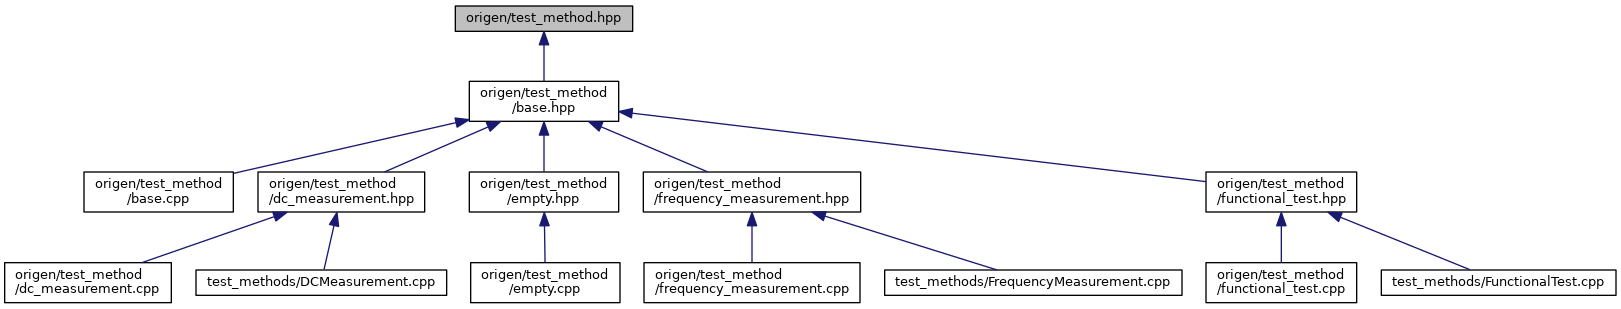 origen/test_method.hpp
origen/test_method
/base.hpp
origen/test_method
/base.cpp
origen/test_method
/dc_measurement.hpp
origen/test_method
/empty.hpp
origen/test_method
/frequency_measurement.hpp
origen/test_method
/functional_test.hpp
origen/test_method
/dc_measurement.cpp
test_methods/DCMeasurement.cpp
origen/test_method
/empty.cpp
origen/test_method
/frequency_measurement.cpp
test_methods/FrequencyMeasurement.cpp
origen/test_method
/functional_test.cpp
test_methods/FunctionalTest.cpp